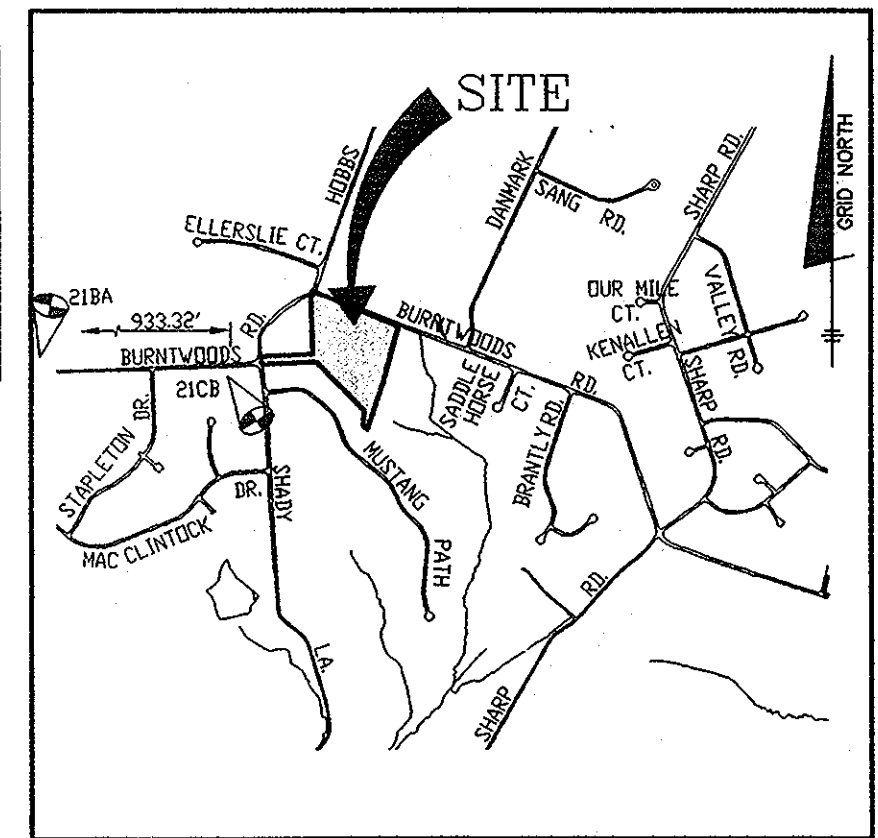 SITE
HOBBS
RD.
ELLERSLIE CT.
DANMARK
SANG RD.
SHARP RD.
GRID NORTH
21BA
933.32'
BURNTWOODS
OUR MILE
CT.
VALLEY RD.
KENALLEN
CT.
BURNTWOODS
RD.
21CB
SADDLE
HORSE
CT.
BRANTLY RD.
SHARP
RD.
STAPLETON DR.
MUSTANG
PATH
SHADY
LA.
DR.
MAC CLINTOCK
RD.
SHARP